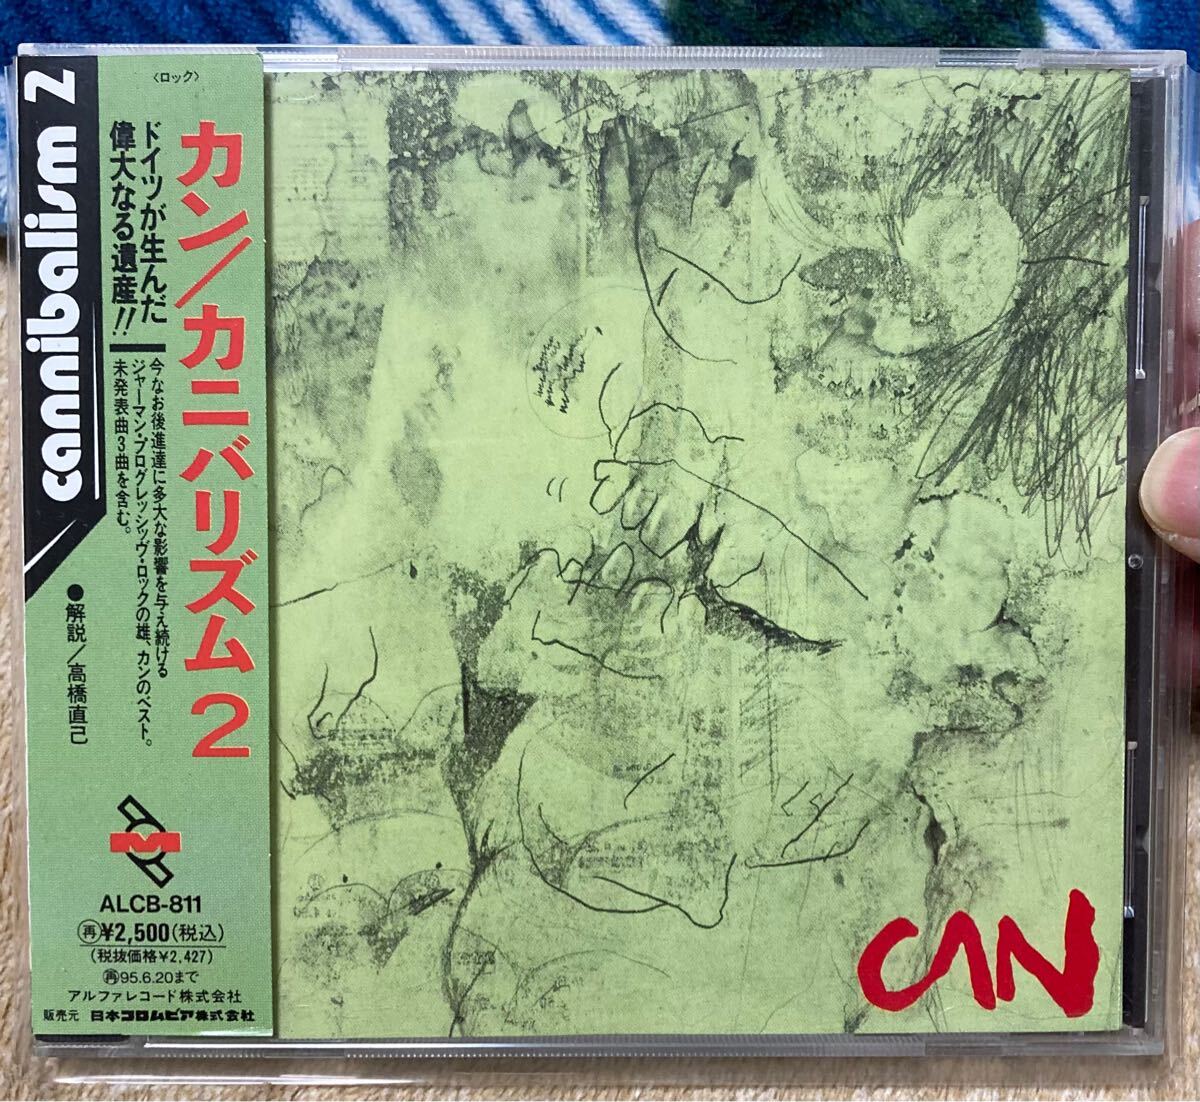 cannibalism 2
〈ロック〉
カン/カニバリズム2
ドイツが生んだ
偉大なる遺産!!
今なお後進達に多大な影響を与え続ける
ジャーマン・プログレッシヴ・ロックの雄、カンのベスト。
未発表曲3曲を含む。
●解説/高橋直己
ALCB-811
再¥2,500(税込)
(税抜価格¥2,427)
再95.6.20まで
アルファレコード株式会社
販売元 日本コロムビア株式会社
CAN